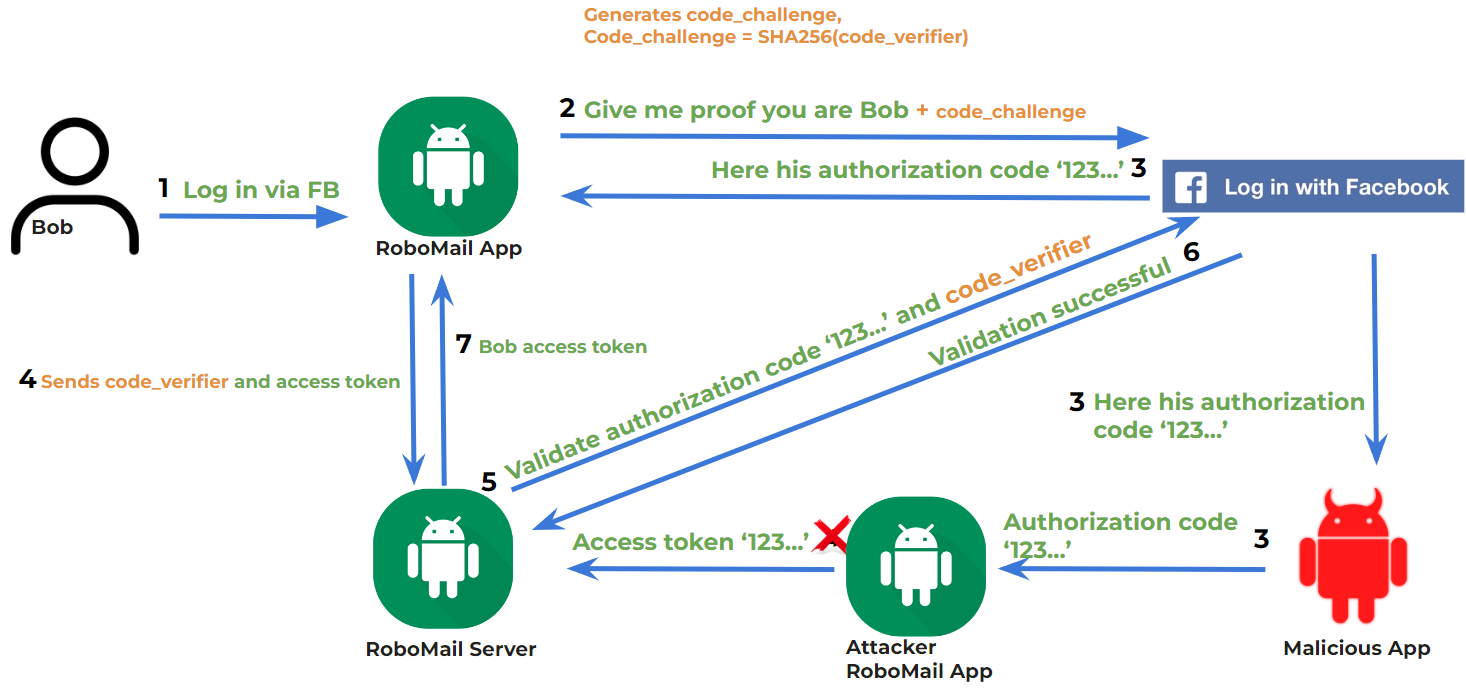 Generates code_challenge,
Code_challenge = SHA256(code_verifier)
2 Give me proof you are Bob + code_challenge
Here his authorization code ‘123...’ 3
1 Log in via FB
Bob
RoboMail App
Log in with Facebook
6
Validate authorization code ‘123...’ and code_verifier
Validation successful
7 Bob access token
4 Sends code_verifier and access token
3 Here his authorization
code ‘123...’
5
Access token ‘123...’
Authorization code
‘123...’
3
RoboMail Server
Attacker
RoboMail App
Malicious App